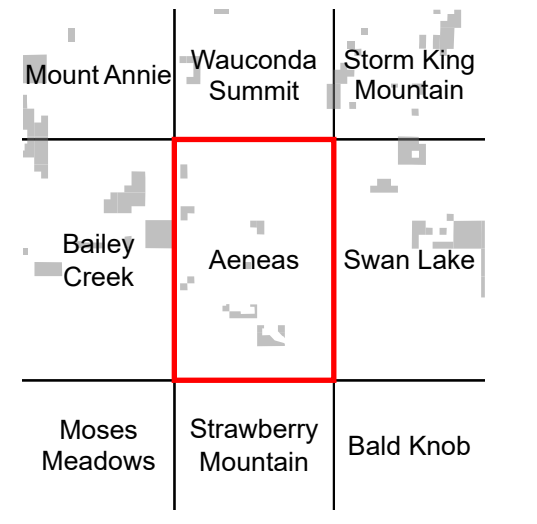 Mount Annie
Wauconda
Summit
Storm King
Mountain
Bailey
Creek
Aeneas
Swan Lake
Moses
Meadows
Strawberry
Mountain
Bald Knob